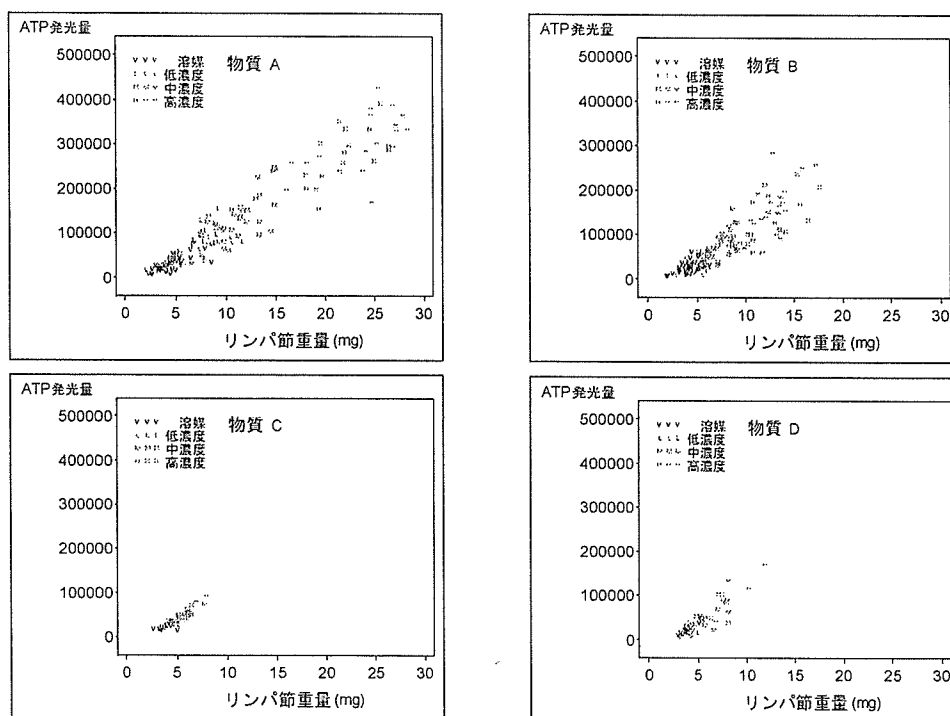 ATP発光量
500000
400000
300000
200000
100000
0
v v v 溶媒
L L L 低濃度
M M M 中濃度
H H H 高濃度
物質 A
0 5 10 15 20 25 30
リンパ節重量 (mg)
ATP発光量
500000
400000
300000
200000
100000
0
v v v 溶媒
L L L 低濃度
M M M 中濃度
H H H 高濃度
物質 B
0 5 10 15 20 25 30
リンパ節重量 (mg)
ATP発光量
500000
400000
300000
200000
100000
0
v v v 溶媒
L L L 低濃度
M M M 中濃度
H H H 高濃度
物質 C
0 5 10 15 20 25 30
リンパ節重量 (mg)
ATP発光量
500000
400000
300000
200000
100000
0
v v v 溶媒
L L L 低濃度
M M M 中濃度
H H H 高濃度
物質 D
0 5 10 15 20 25 30
リンパ節重量 (mg)